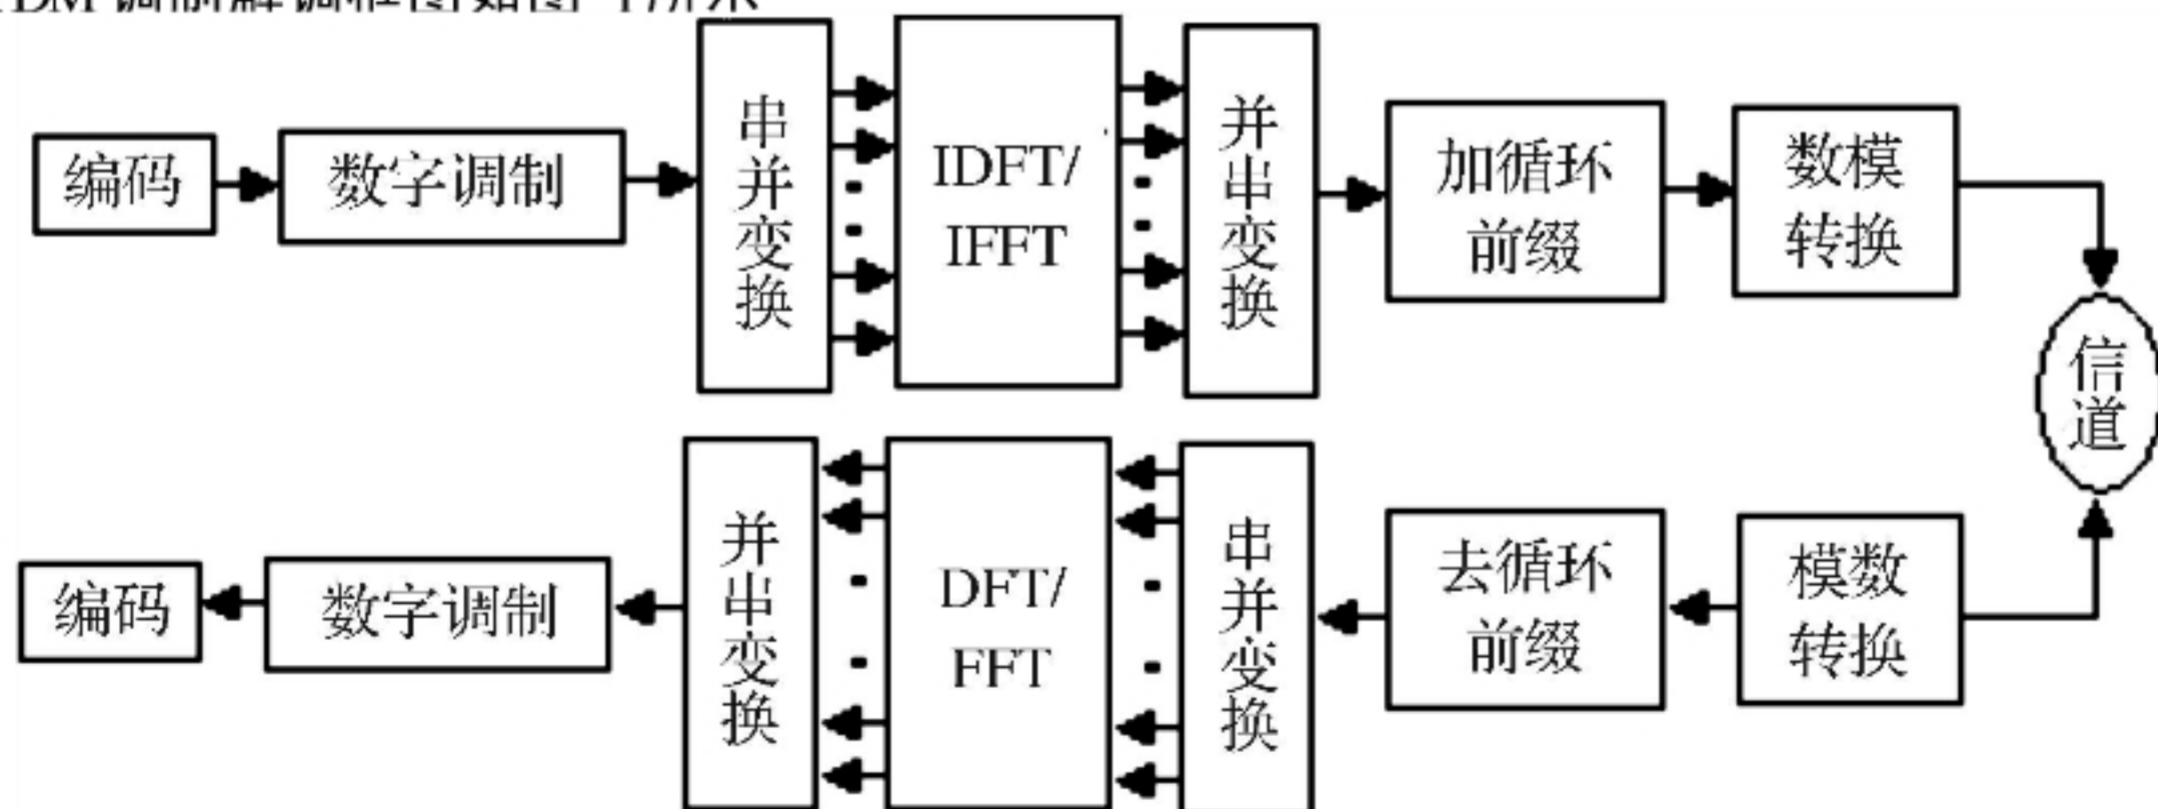 编码
数字调制
串并变换
IDFT/
IFFT
并串变换
加循环
前缀
数模
转换
信道
编码
数字调制
并串变换
DFT/
FFT
串并变换
去循环
前缀
模数
转换